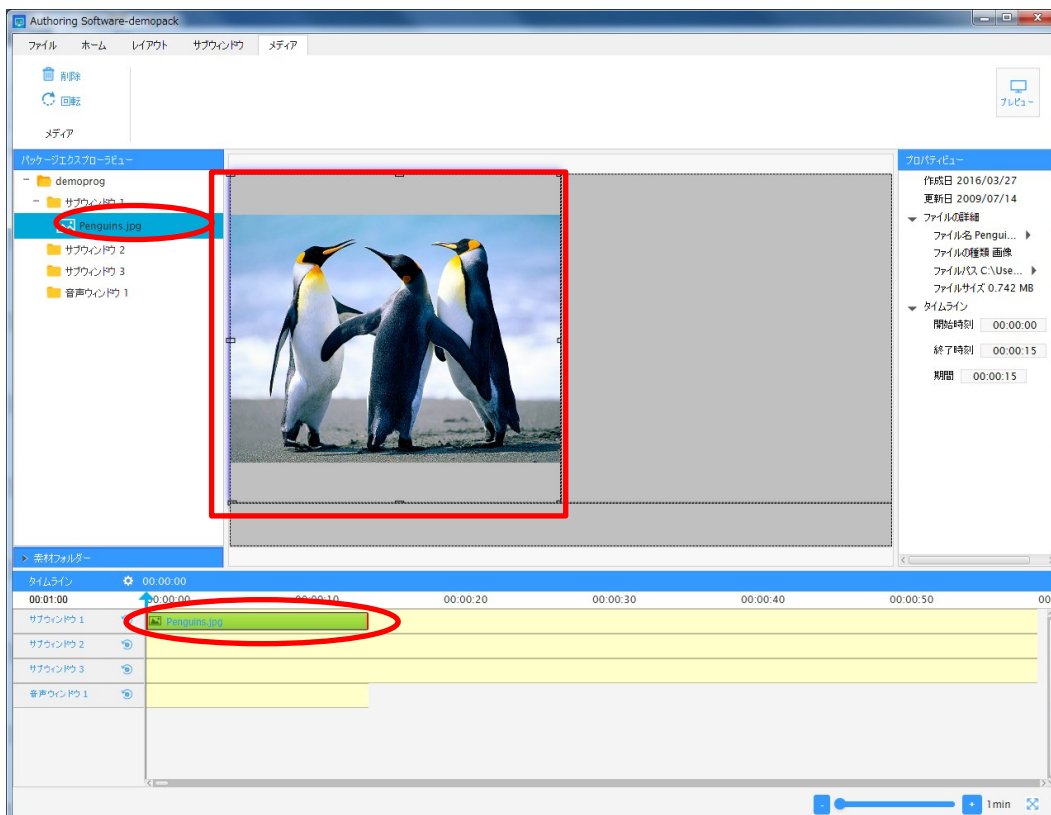 Authoring Software-demopack
ファイル ホーム レイアウト サブウィンドウ メディア
削除
回転
メディア
プレビュー
パッケージエクスプローラビュー
demoprog
サブウィンドウ 1
Penguins.jpg
サブウィンドウ 2
サブウィンドウ 3
音声ウィンドウ 1
素材フォルダー
プロパティビュー
作成日 2016/03/27
更新日 2009/07/14
ファイルの詳細
ファイル名 Pengui...
ファイルの種類 画像
ファイルパス C:\Use...
ファイルサイズ 0.742 MB
タイムライン
開始時刻 00:00:00
終了時刻 00:00:15
期間 00:00:15
タイムライン 00:00:00
00:01:00 00:00:00 00:00:10 00:00:20 00:00:30 00:00:40 00:00:50 00
サブウィンドウ 1 Penguins.jpg
サブウィンドウ 2
サブウィンドウ 3
音声ウィンドウ 1
- + 1min